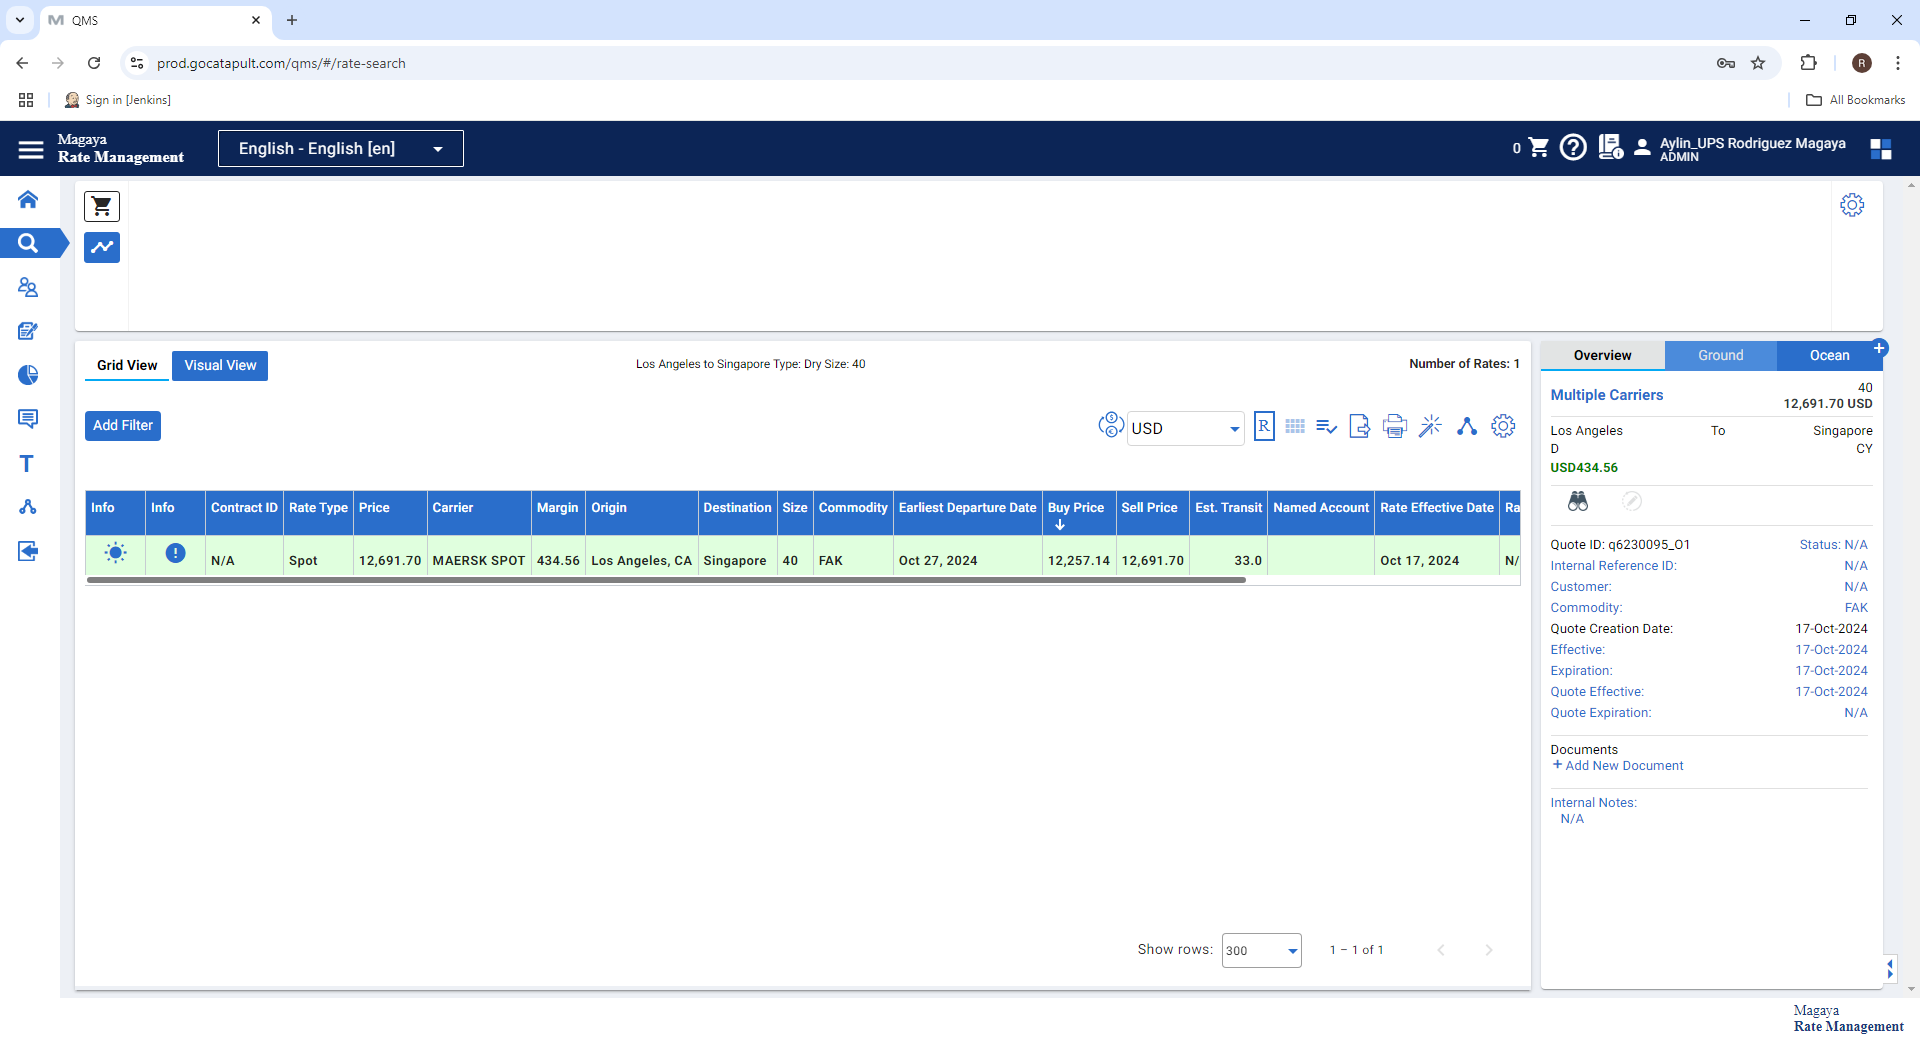 QMS
prod.gocatapult.com/qms/#/rate-search
R
Sign in [Jenkins]
All Bookmarks
Magaya
Rate Management
English - English [en]
0
Aylin_UPS Rodriguez Magaya
ADMIN
Grid View
Visual View
Los Angeles to Singapore Type: Dry Size: 40
Number of Rates: 1
Add Filter
USD
R
Info Info Contract ID Rate Type Price Carrier Margin Origin Destination Size Commodity Earliest Departure Date Buy Price Sell Price Est. Transit Named Account Rate Effective Date Ra
N/A Spot 12,691.70 MAERSK SPOT 434.56 Los Angeles, CA Singapore 40 FAK Oct 27, 2024 12,257.14 12,691.70 33.0 Oct 17, 2024 N/
Show rows: 300 1 – 1 of 1
Overview
Ground
Ocean
+
Multiple Carriers
40
12,691.70 USD
Los Angeles To Singapore
D CY
USD434.56
Quote ID: q6230095_O1 Status: N/A
Internal Reference ID: N/A
Customer: N/A
Commodity: FAK
Quote Creation Date: 17-Oct-2024
Effective: 17-Oct-2024
Expiration: 17-Oct-2024
Quote Effective: 17-Oct-2024
Quote Expiration: N/A
Documents
+ Add New Document
Internal Notes:
N/A
Magaya
Rate Management